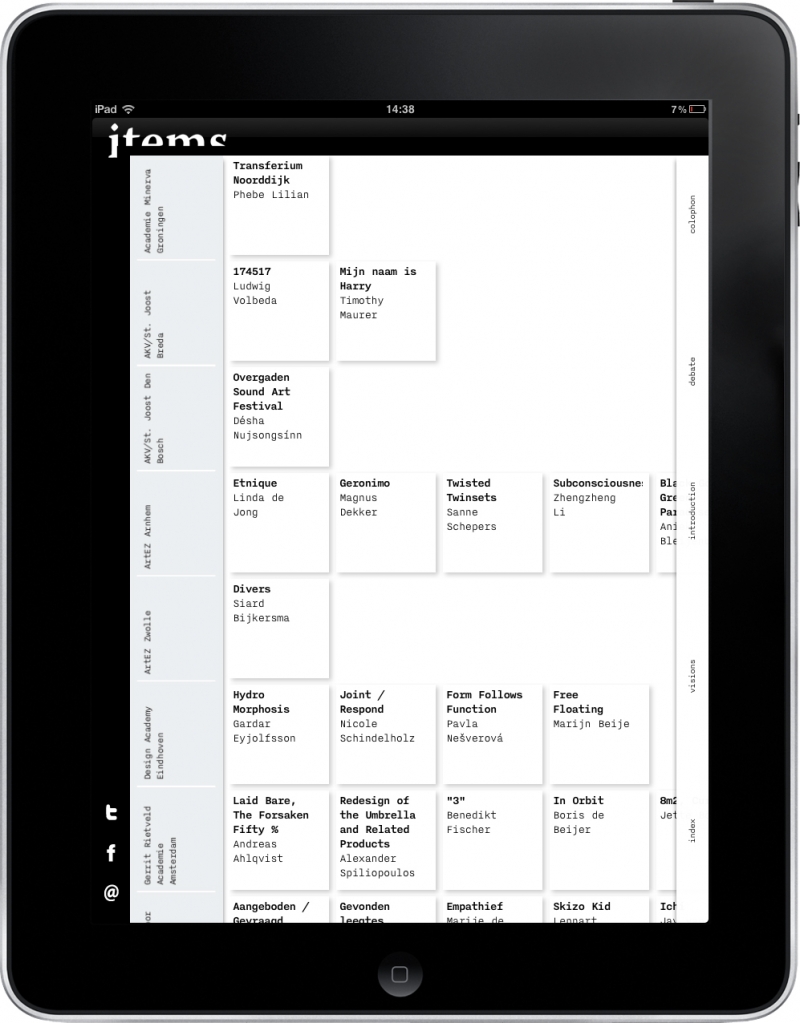 iPad 14:38 7%
items
Academie Minerva
Groningen
Transferium
Noorddijk
Phebe Lilian
AKV/St. Joost
Breda
174517
Ludwig
Volbeda
Mijn naam is
Harry
Timothy
Maurer
AKV/St. Joost Den
Bosch
Overgaden
Sound Art
Festival
Désha
Nujsongsinn
ArtEZ Arnhem
Etnique
Linda de
Jong
Geronimo
Magnus
Dekker
Twisted
Twinsets
Sanne
Schepers
Subconsciousnes
Zhengzheng
Li
Bla
Gre
Par
Ani
Ble
ArtEZ Zwolle
Divers
Siard
Bijkersma
Design Academy
Eindhoven
Hydro
Morphosis
Gardar
Eyjolfsson
Joint /
Respond
Nicole
Schindelholz
Form Follows
Function
Pavla
Nešverová
Free
Floating
Marijn Beije
Gerrit Rietveld
Academie
Amsterdam
Laid Bare,
The Forsaken
Fifty %
Andreas
Ahlqvist
Redesign of
the Umbrella
and Related
Products
Alexander
Spiliopoulos
"3"
Benedikt
Fischer
In Orbit
Boris de
Beijer
8m2
Jet
oor
Aangeboden /
Gevraagd
Gevonden
leegtes
Empathief
Marije de
Skizo Kid
Lennart
Ich
colophon
debate
introduction
visions
index
t
f
@